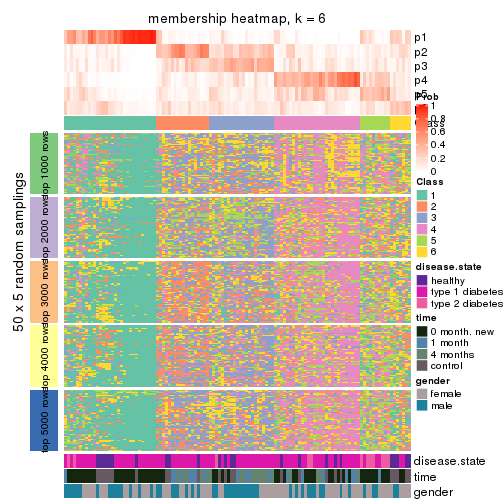 membership heatmap, k = 6
p1
p2
p3
p4
Prob
1
0.8
0.6
0.4
0.2
0
Class
1
2
3
4
5
6
disease.state
healthy
type 1 diabetes
type 2 diabetes
time
0 month. new
1 month
4 months
control
gender
female
male
50 x 5 random samplings
top 1000 rows
top 2000 rows
top 3000 rows
top 4000 rows
top 5000 rows
disease.state
time
gender